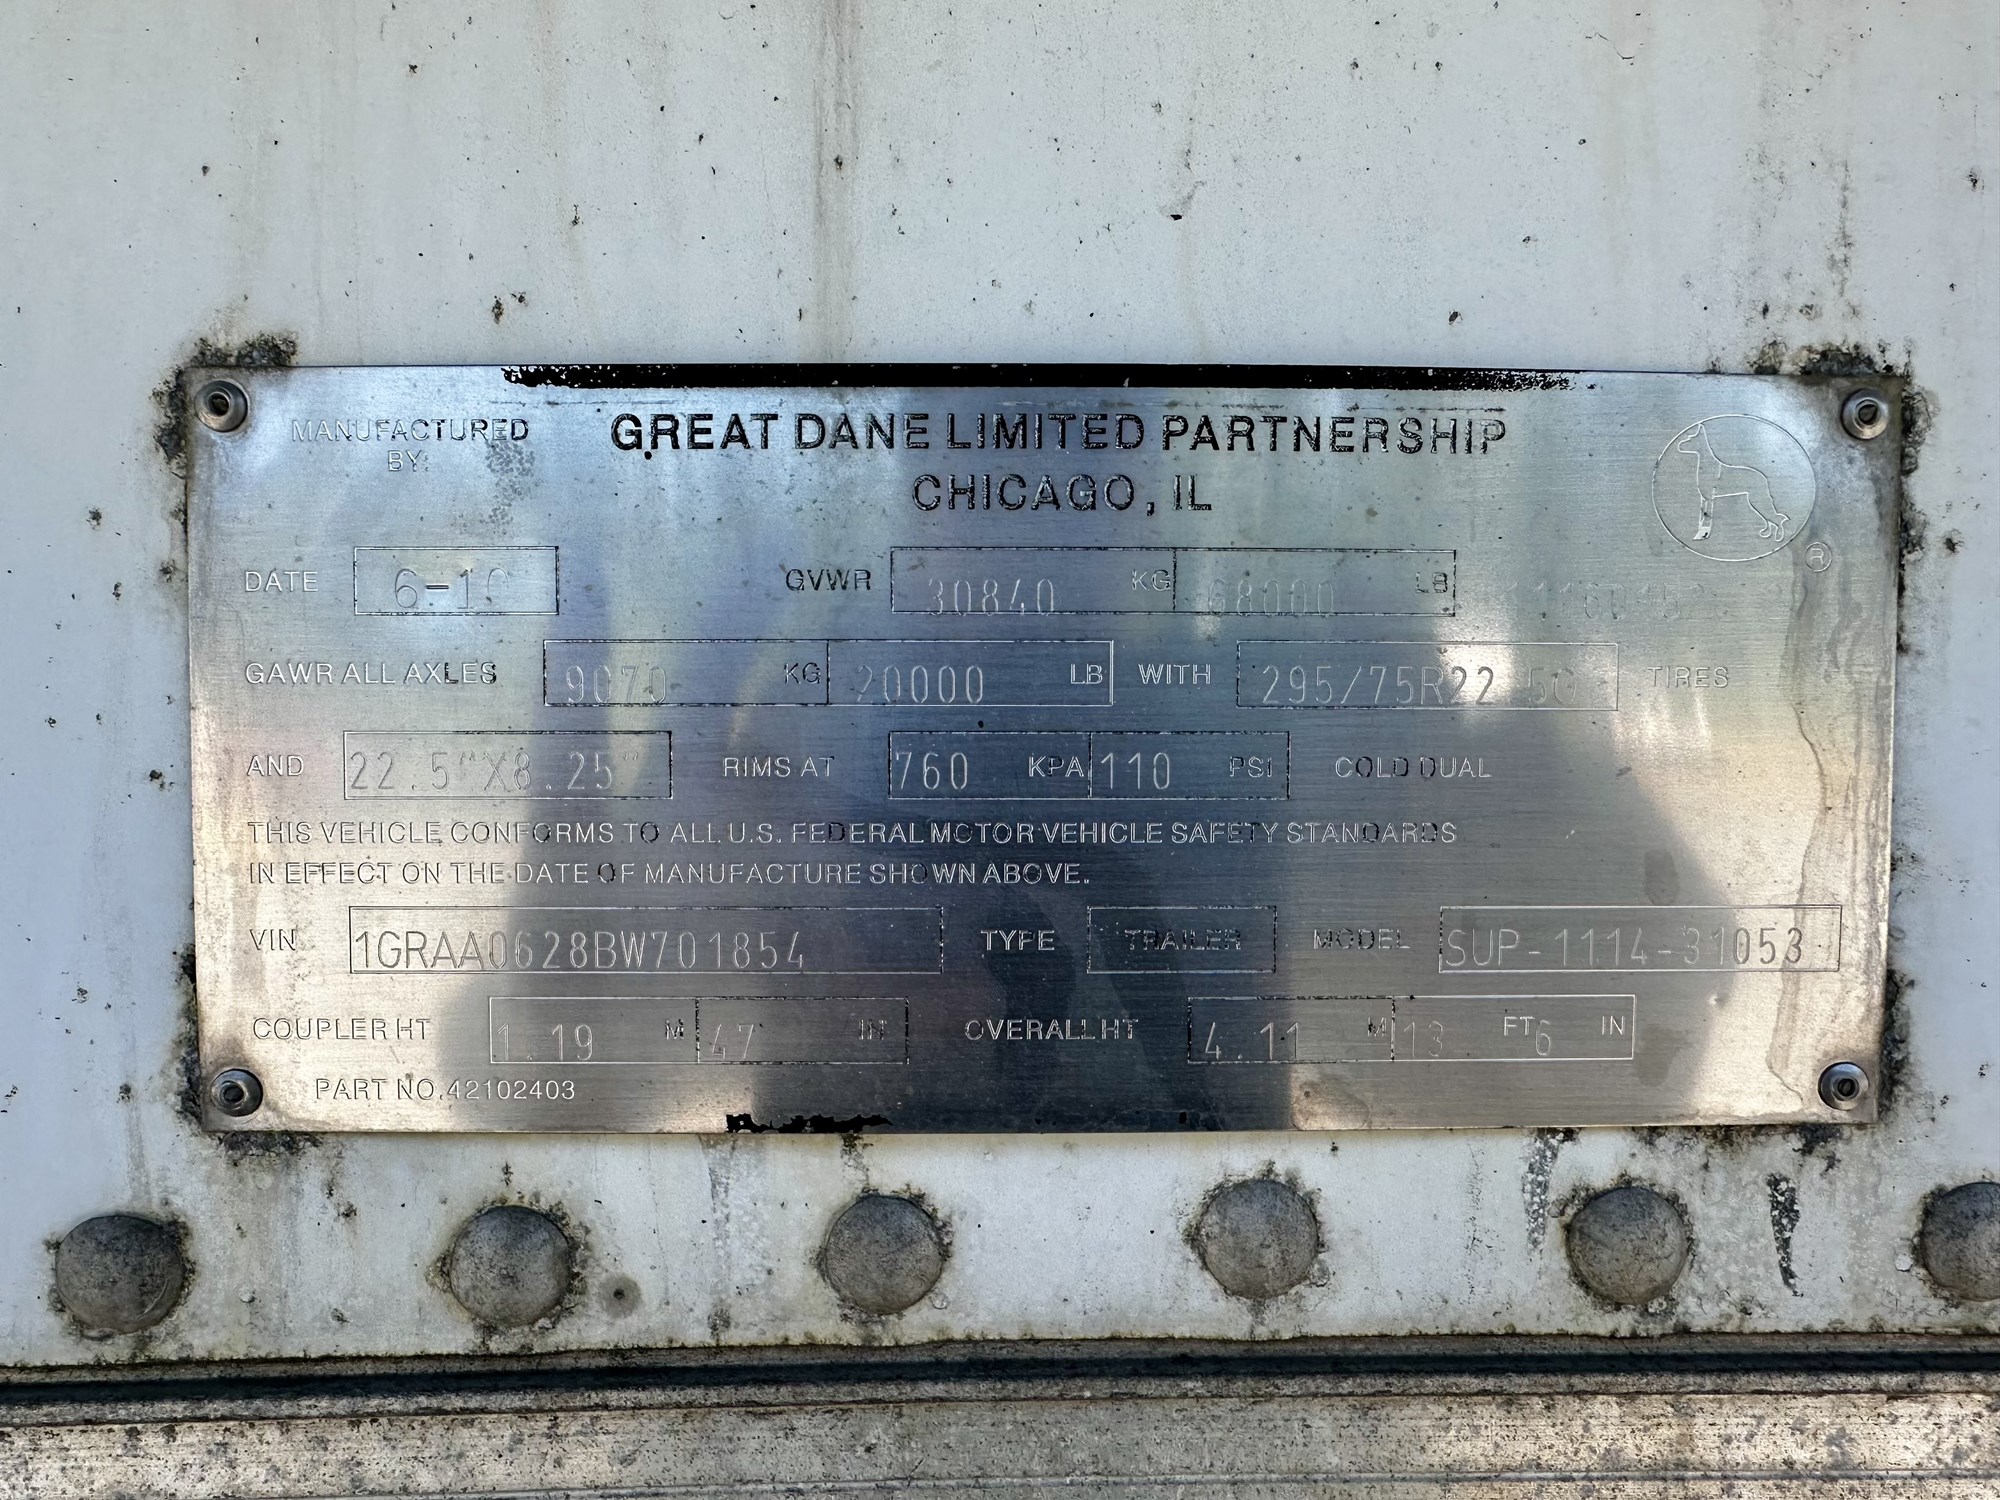 MANUFACTURED BY: GREAT DANE LIMITED PARTNERSHIP
CHICAGO, IL
®
DATE 6-10 GVWR 30840 KG 68000 LB
GAWR ALL AXLES 9070 KG 20000 LB WITH 295/75R22.5G TIRES
AND 22.5"X8.25" RIMS AT 760 KPA 110 PSI COLD DUAL
THIS VEHICLE CONFORMS TO ALL U.S. FEDERAL MOTOR VEHICLE SAFETY STANDARDS
IN EFFECT ON THE DATE OF MANUFACTURE SHOWN ABOVE.
VIN 1GRAA0628BW701854 TYPE TRAILER MODEL SUP-1114-31053
COUPLER HT 1.19 M 47 IN OVERALL HT 4.11 M 13 FT 6 IN
PART NO. 42102403